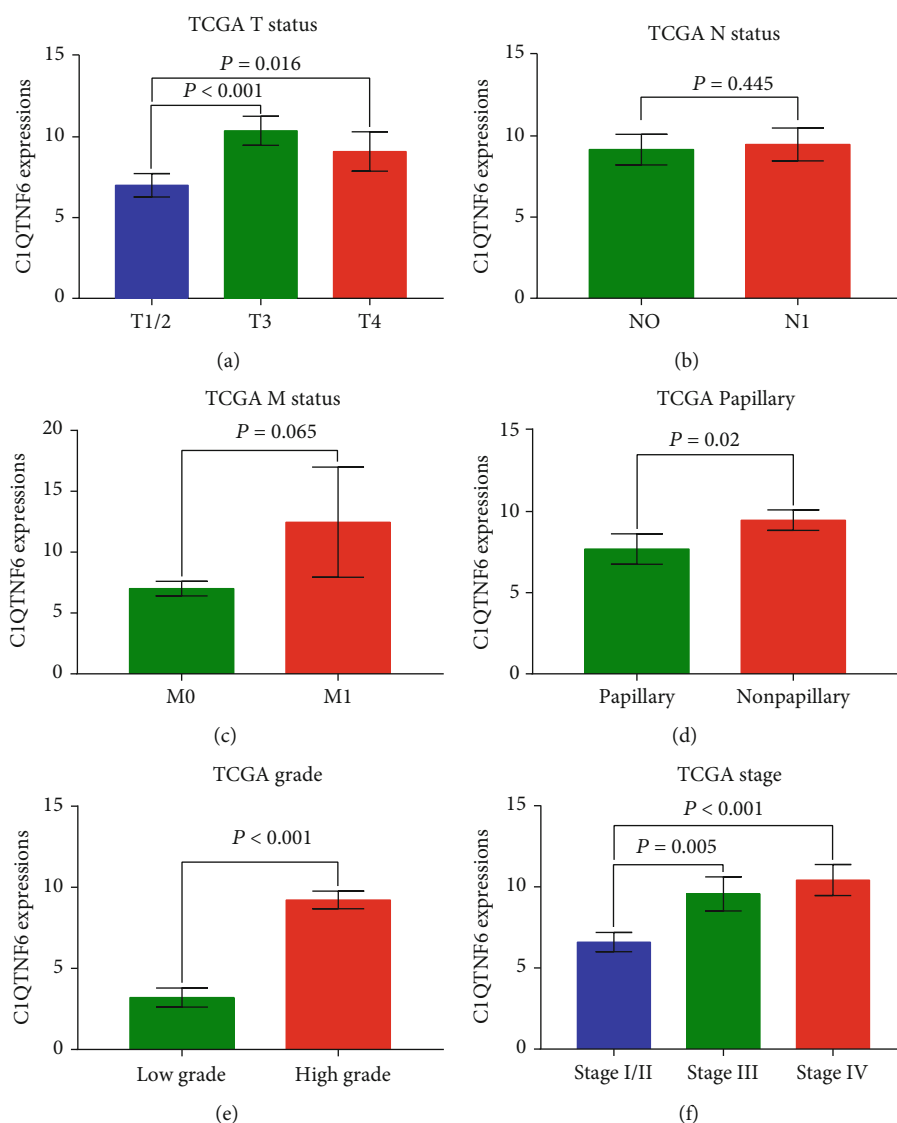 TCGA T status
15
10
5
0
C1QTNF6 expressions
P = 0.016
P < 0.001
T1/2 T3 T4
(a)
TCGA N status
15
10
5
0
C1QTNF6 expressions
P = 0.445
NO N1
(b)
TCGA M status
20
15
10
5
0
C1QTNF6 expressions
P = 0.065
M0 M1
(c)
TCGA Papillary
15
10
5
0
C1QTNF6 expressions
P = 0.02
Papillary Nonpapillary
(d)
TCGA grade
15
10
5
0
C1QTNF6 expressions
P < 0.001
Low grade High grade
(e)
TCGA stage
15
10
5
0
C1QTNF6 expressions
P < 0.001
P = 0.005
Stage I/II Stage III Stage IV
(f)